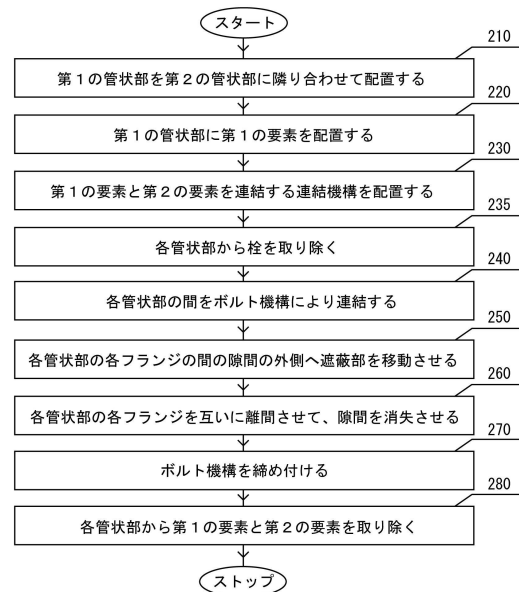 スタート
210
第１の管状部を第２の管状部に隣り合わせて配置する
220
第１の管状部に第１の要素を配置する
230
第１の要素と第２の要素を連結する連結機構を配置する
235
各管状部から栓を取り除く
240
各管状部の間をボルト機構により連結する
250
各管状部の各フランジの間の隙間の外側へ遮蔽部を移動させる
260
各管状部の各フランジを互いに離間させて、隙間を消失させる
270
ボルト機構を締め付ける
280
各管状部から第１の要素と第２の要素を取り除く
ストップ